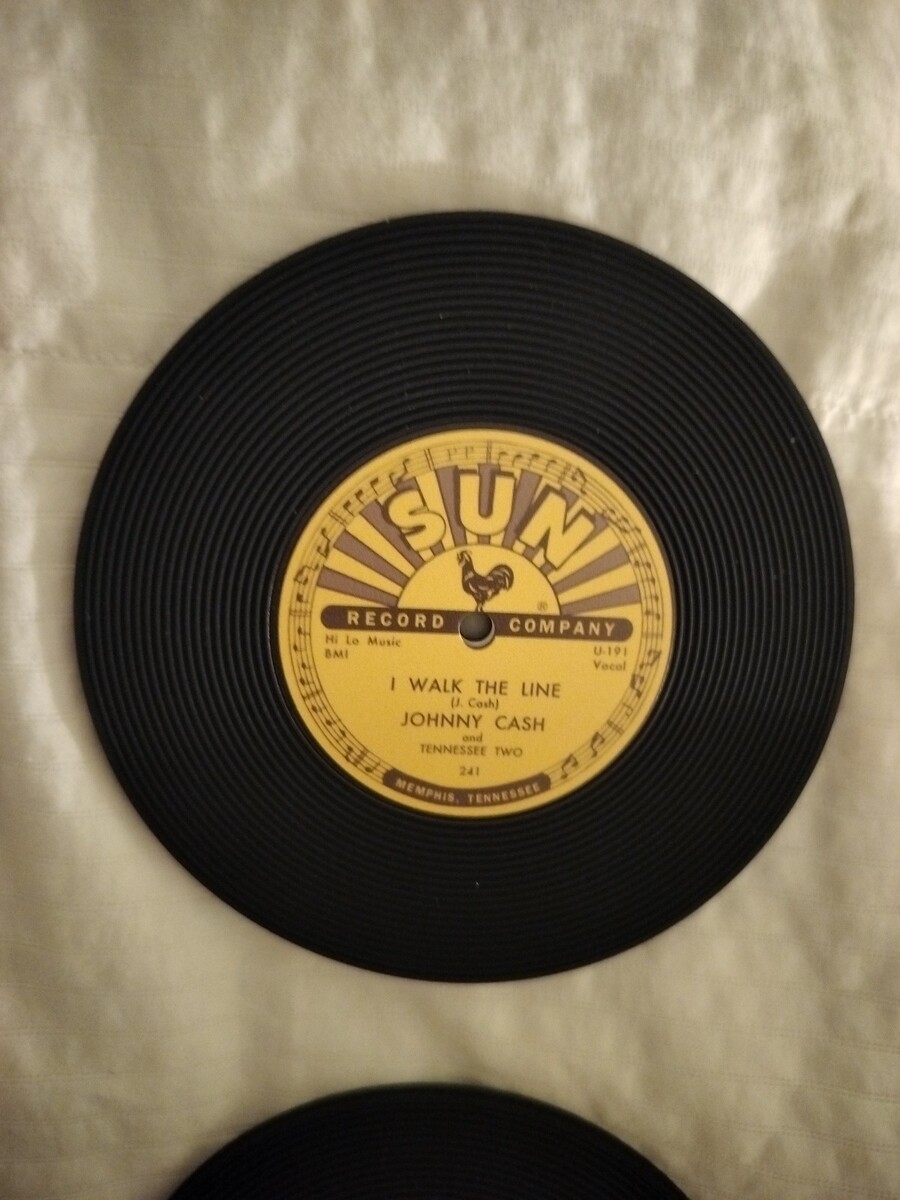 SUN
®
RECORD COMPANY
Hi Lo Music
BMI
U-191
Vocal
I WALK THE LINE
(J. Cash)
JOHNNY CASH
and
TENNESSEE TWO
241
MEMPHIS, TENNESSEE